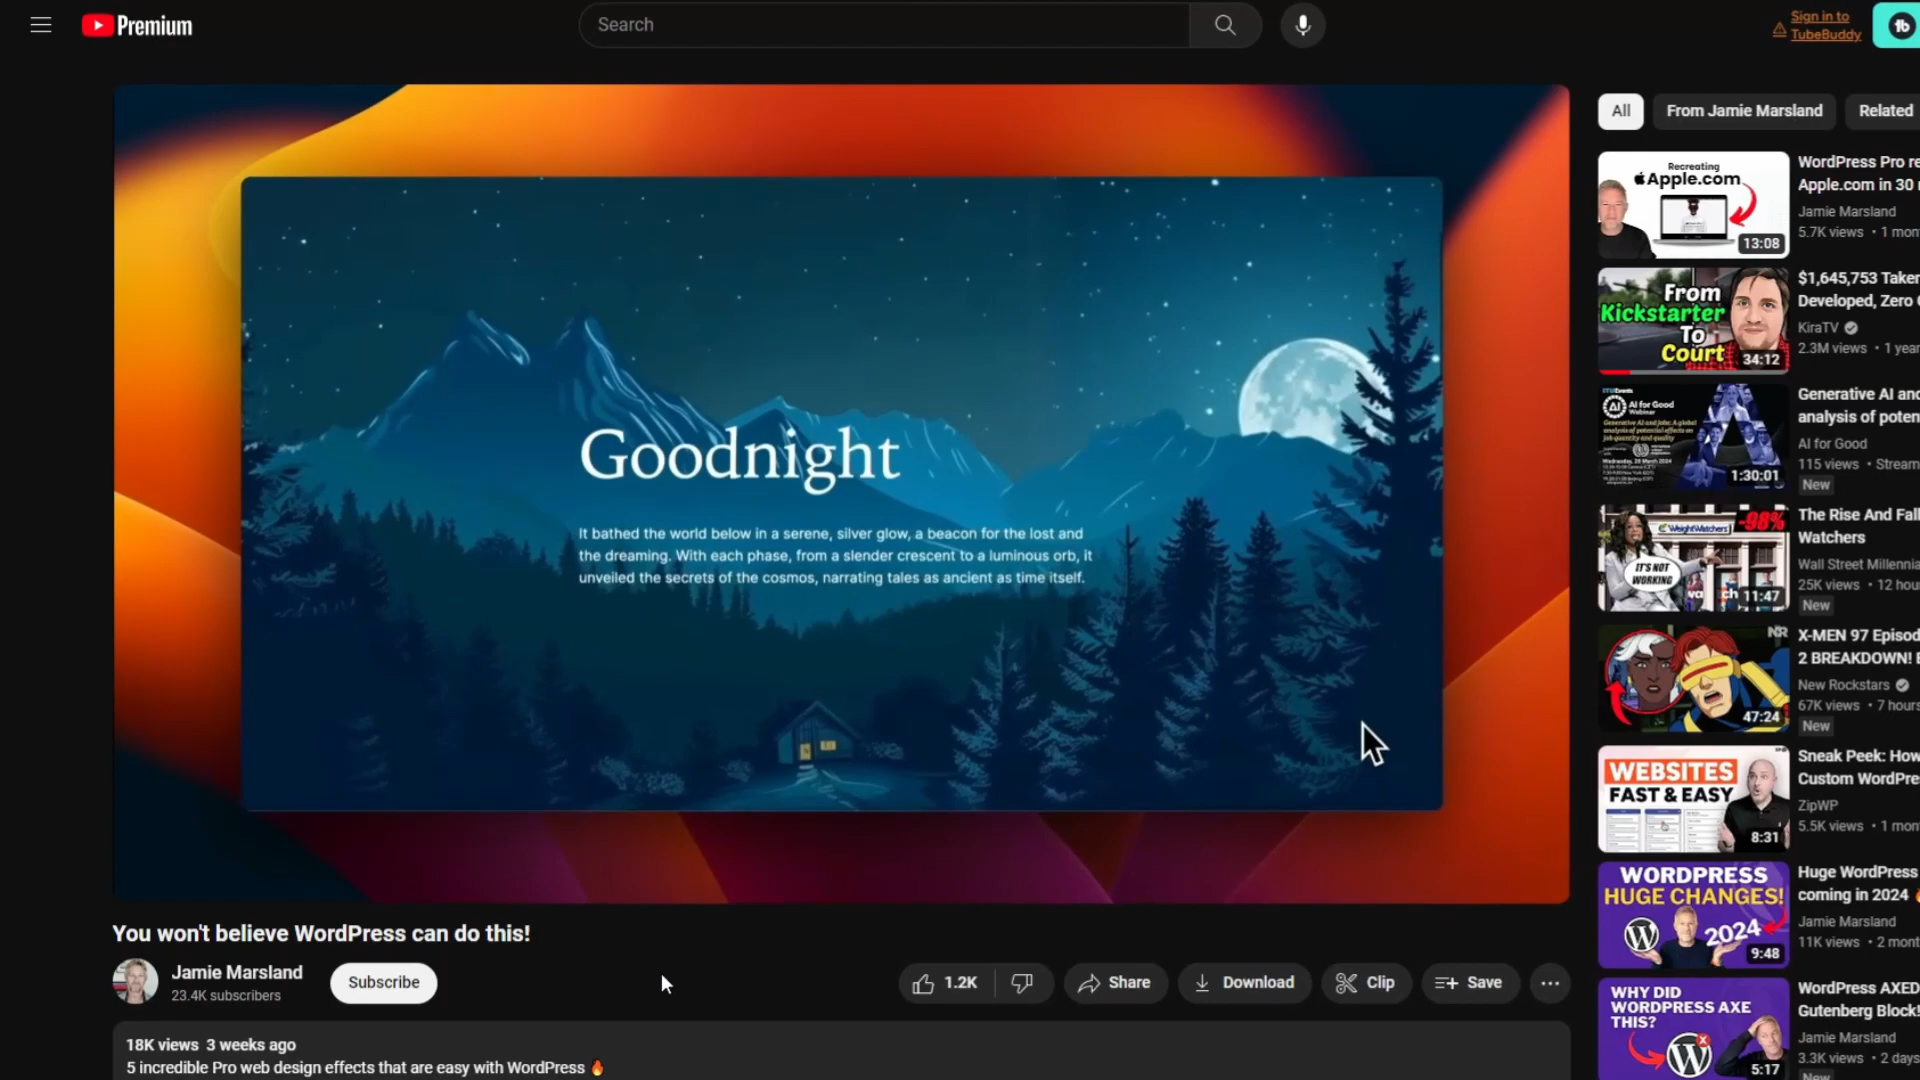 Premium
Search
Sign in to
TubeBuddy
Goodnight
It bathed the world below in a serene, silver glow, a beacon for the lost and
the dreaming. With each phase, from a slender crescent to a luminous orb, it
unveiled the secrets of the cosmos, narrating tales as ancient as time itself.
You won't believe WordPress can do this!
Jamie Marsland
23.4K subscribers
Subscribe
1.2K
Share
Download
Clip
Save
18K views 3 weeks ago
5 incredible Pro web design effects that are easy with WordPress 🔥
All
From Jamie Marsland
Related
Recreating
Apple.com
13:08
WordPress Pro re
Apple.com in 30
Jamie Marsland
5.7K views • 1 mon
From
Kickstarter
To
Court
34:12
$1,645,753 Taken
Developed, Zero
KiraTV
2.3M views • 1 year
AI for Good
Webinar
1:30:01
Generative AI and
analysis of poten
AI for Good
115 views • Stream
New
WeightWatchers
-98%
IT'S NOT
WORKING
11:47
The Rise And Fall
Watchers
Wall Street Millennia
25K views • 12 hou
New
NR
47:24
X-MEN 97 Episod
2 BREAKDOWN!
New Rockstars
67K views • 7 hours
New
WEBSITES
FAST & EASY
8:31
Sneak Peek: How
Custom WordPre
ZipWP
5.5K views • 1 mon
WORDPRESS
HUGE CHANGES!
2024
9:48
Huge WordPress
coming in 2024
Jamie Marsland
11K views • 2 mont
WHY DID
WORDPRESS AXE
THIS?
5:17
WordPress AXED
Gutenberg Block!
Jamie Marsland
3.3K views • 2 days
New